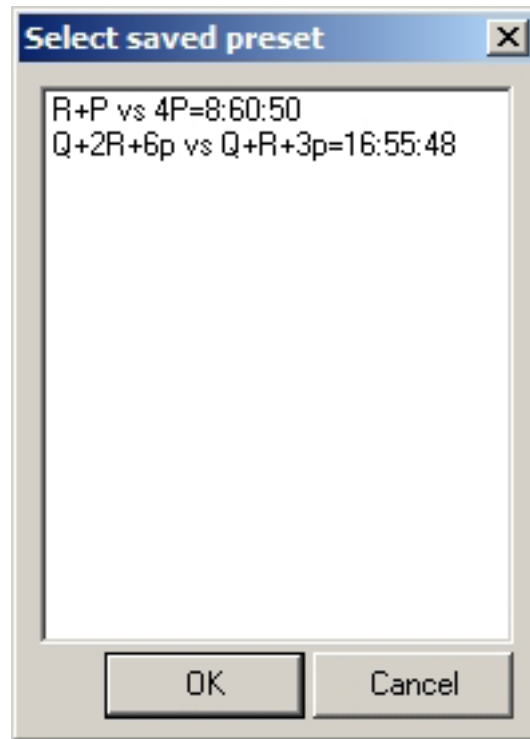 Select saved preset
R+P vs 4P=8:60:50
Q+2R+6p vs Q+R+3p=16:55:48
OK
Cancel